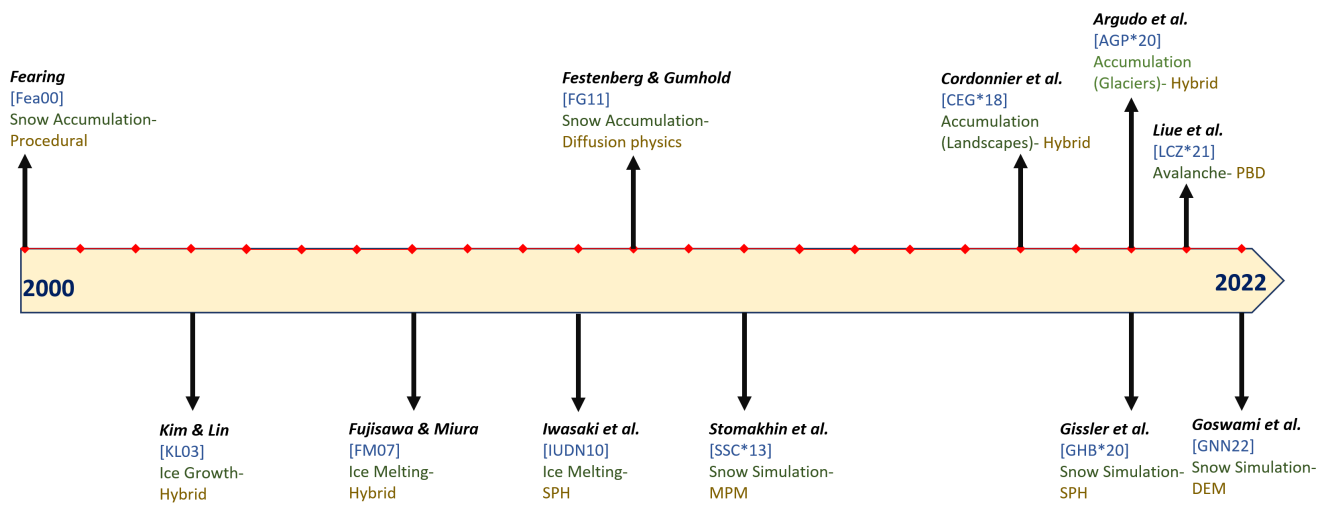 Fearing
[Fea00]
Snow Accumulation-
Procedural
Festenberg & Gumhold
[FG11]
Snow Accumulation-
Diffusion physics
Cordonnier et al.
[CEG*18]
Accumulation
(Landscapes)- Hybrid
Argudo et al.
[AGP*20]
Accumulation
(Glaciers)- Hybrid
Liue et al.
[LCZ*21]
Avalanche- PBD
2000
2022
Kim & Lin
[KL03]
Ice Growth-
Hybrid
Fujisawa & Miura
[FM07]
Ice Melting-
Hybrid
Iwasaki et al.
[IUDN10]
Ice Melting-
SPH
Stomakhin et al.
[SSC*13]
Snow Simulation-
MPM
Gissler et al.
[GHB*20]
Snow Simulation-
SPH
Goswami et al.
[GNN22]
Snow Simulation-
DEM